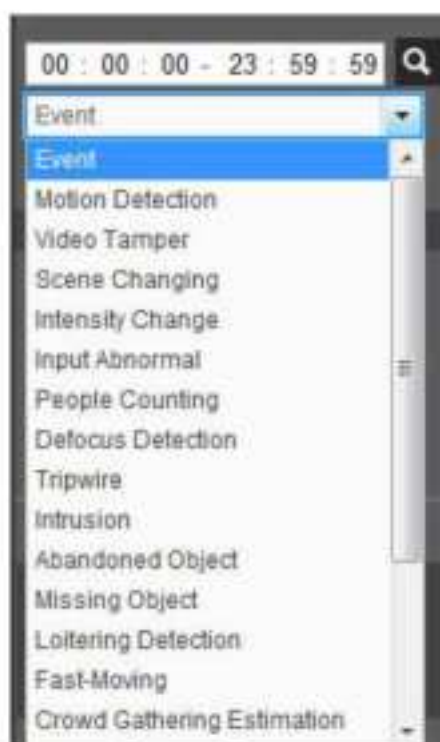 00 : 00 : 00 - 23 : 59 : 59
Event
Event
Motion Detection
Video Tamper
Scene Changing
Intensity Change
Input Abnormal
People Counting
Defocus Detection
Tripwire
Intrusion
Abandoned Object
Missing Object
Loitering Detection
Fast-Moving
Crowd Gathering Estimation